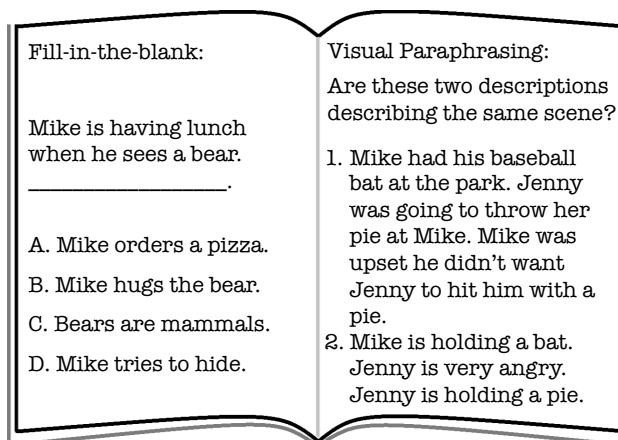 Fill-in-the-blank:
Mike is having lunch
when he sees a bear.
__________________.
A. Mike orders a pizza.
B. Mike hugs the bear.
C. Bears are mammals.
D. Mike tries to hide.
Visual Paraphrasing:
Are these two descriptions
describing the same scene?
1. Mike had his baseball
bat at the park. Jenny
was going to throw her
pie at Mike. Mike was
upset he didn't want
Jenny to hit him with a
pie.
2. Mike is holding a bat.
Jenny is very angry.
Jenny is holding a pie.